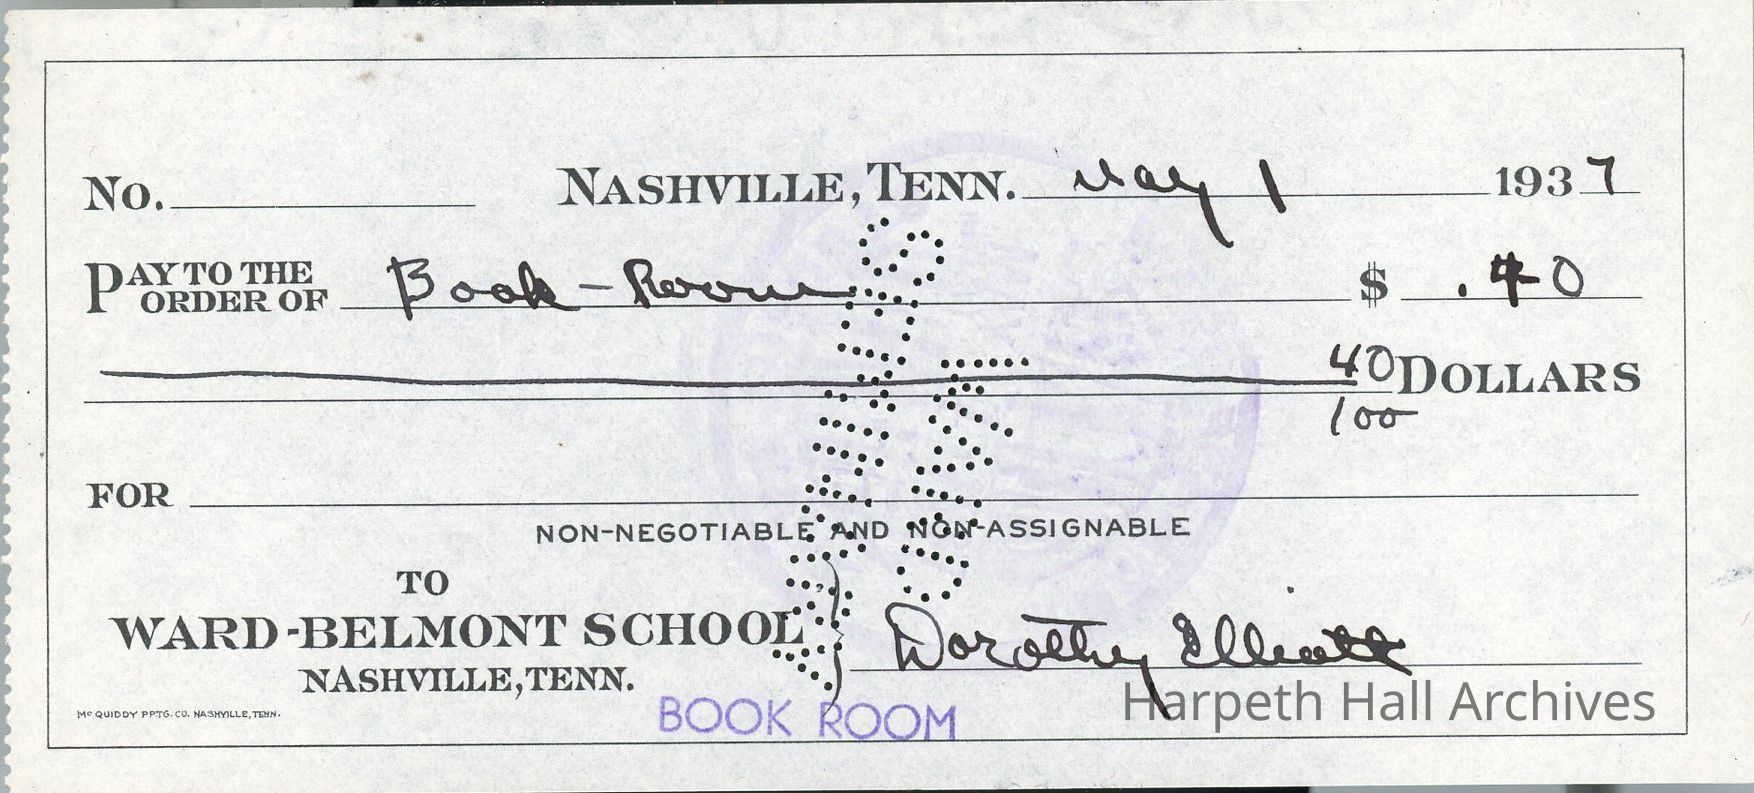 No. NASHVILLE, TENN. May 1 1937
PAY TO THE ORDER OF Book-Room $ .40
40/100 DOLLARS
FOR
NON-NEGOTIABLE AND NON-ASSIGNABLE
TO
WARD-BELMONT SCHOOL
NASHVILLE, TENN.
Dorothy Elliott
McQUIDDY PPTG. CO. NASHVILLE, TENN.
BOOK ROOM
Harpeth Hall Archives